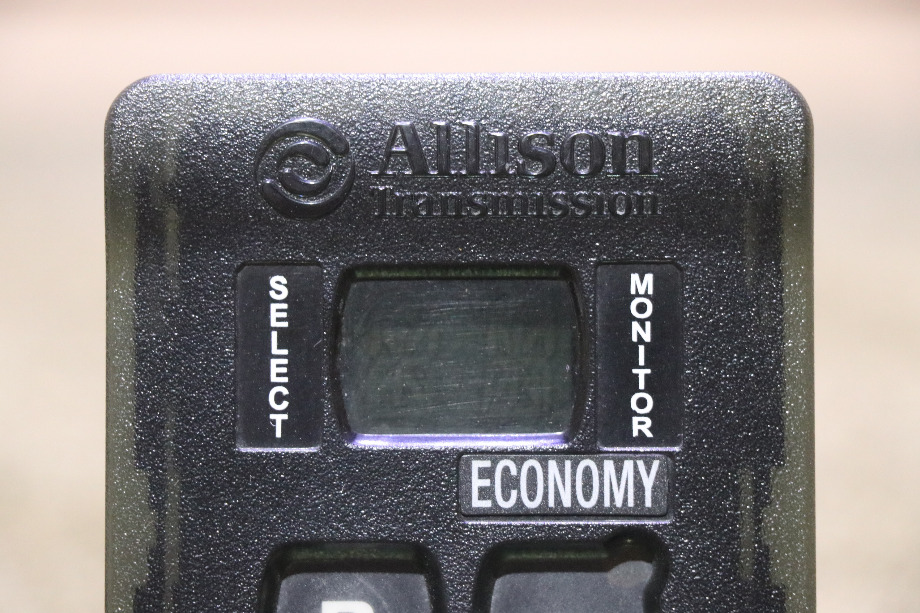 Allison
Transmission
SELECT
MONITOR
ECONOMY